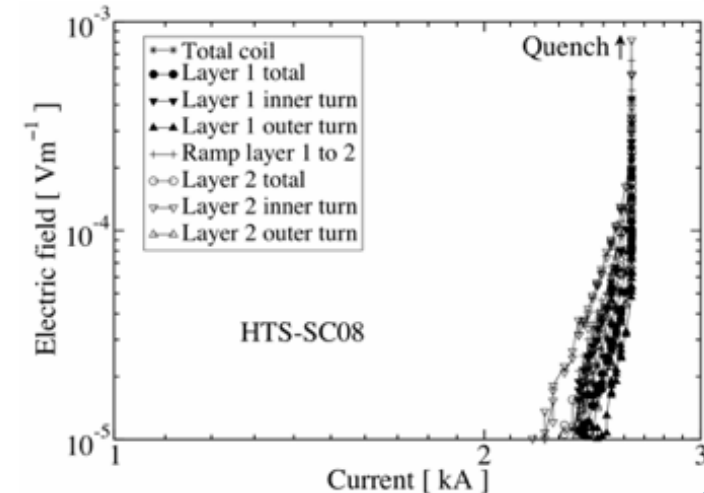 10⁻³
Quench
Total coil
Layer 1 total
Layer 1 inner turn
Layer 1 outer turn
Ramp layer 1 to 2
Layer 2 total
Layer 2 inner turn
Layer 2 outer turn
Electric field [ Vm⁻¹ ]
10⁻⁴
HTS-SC08
10⁻⁵
1 2 3
Current [ kA ]